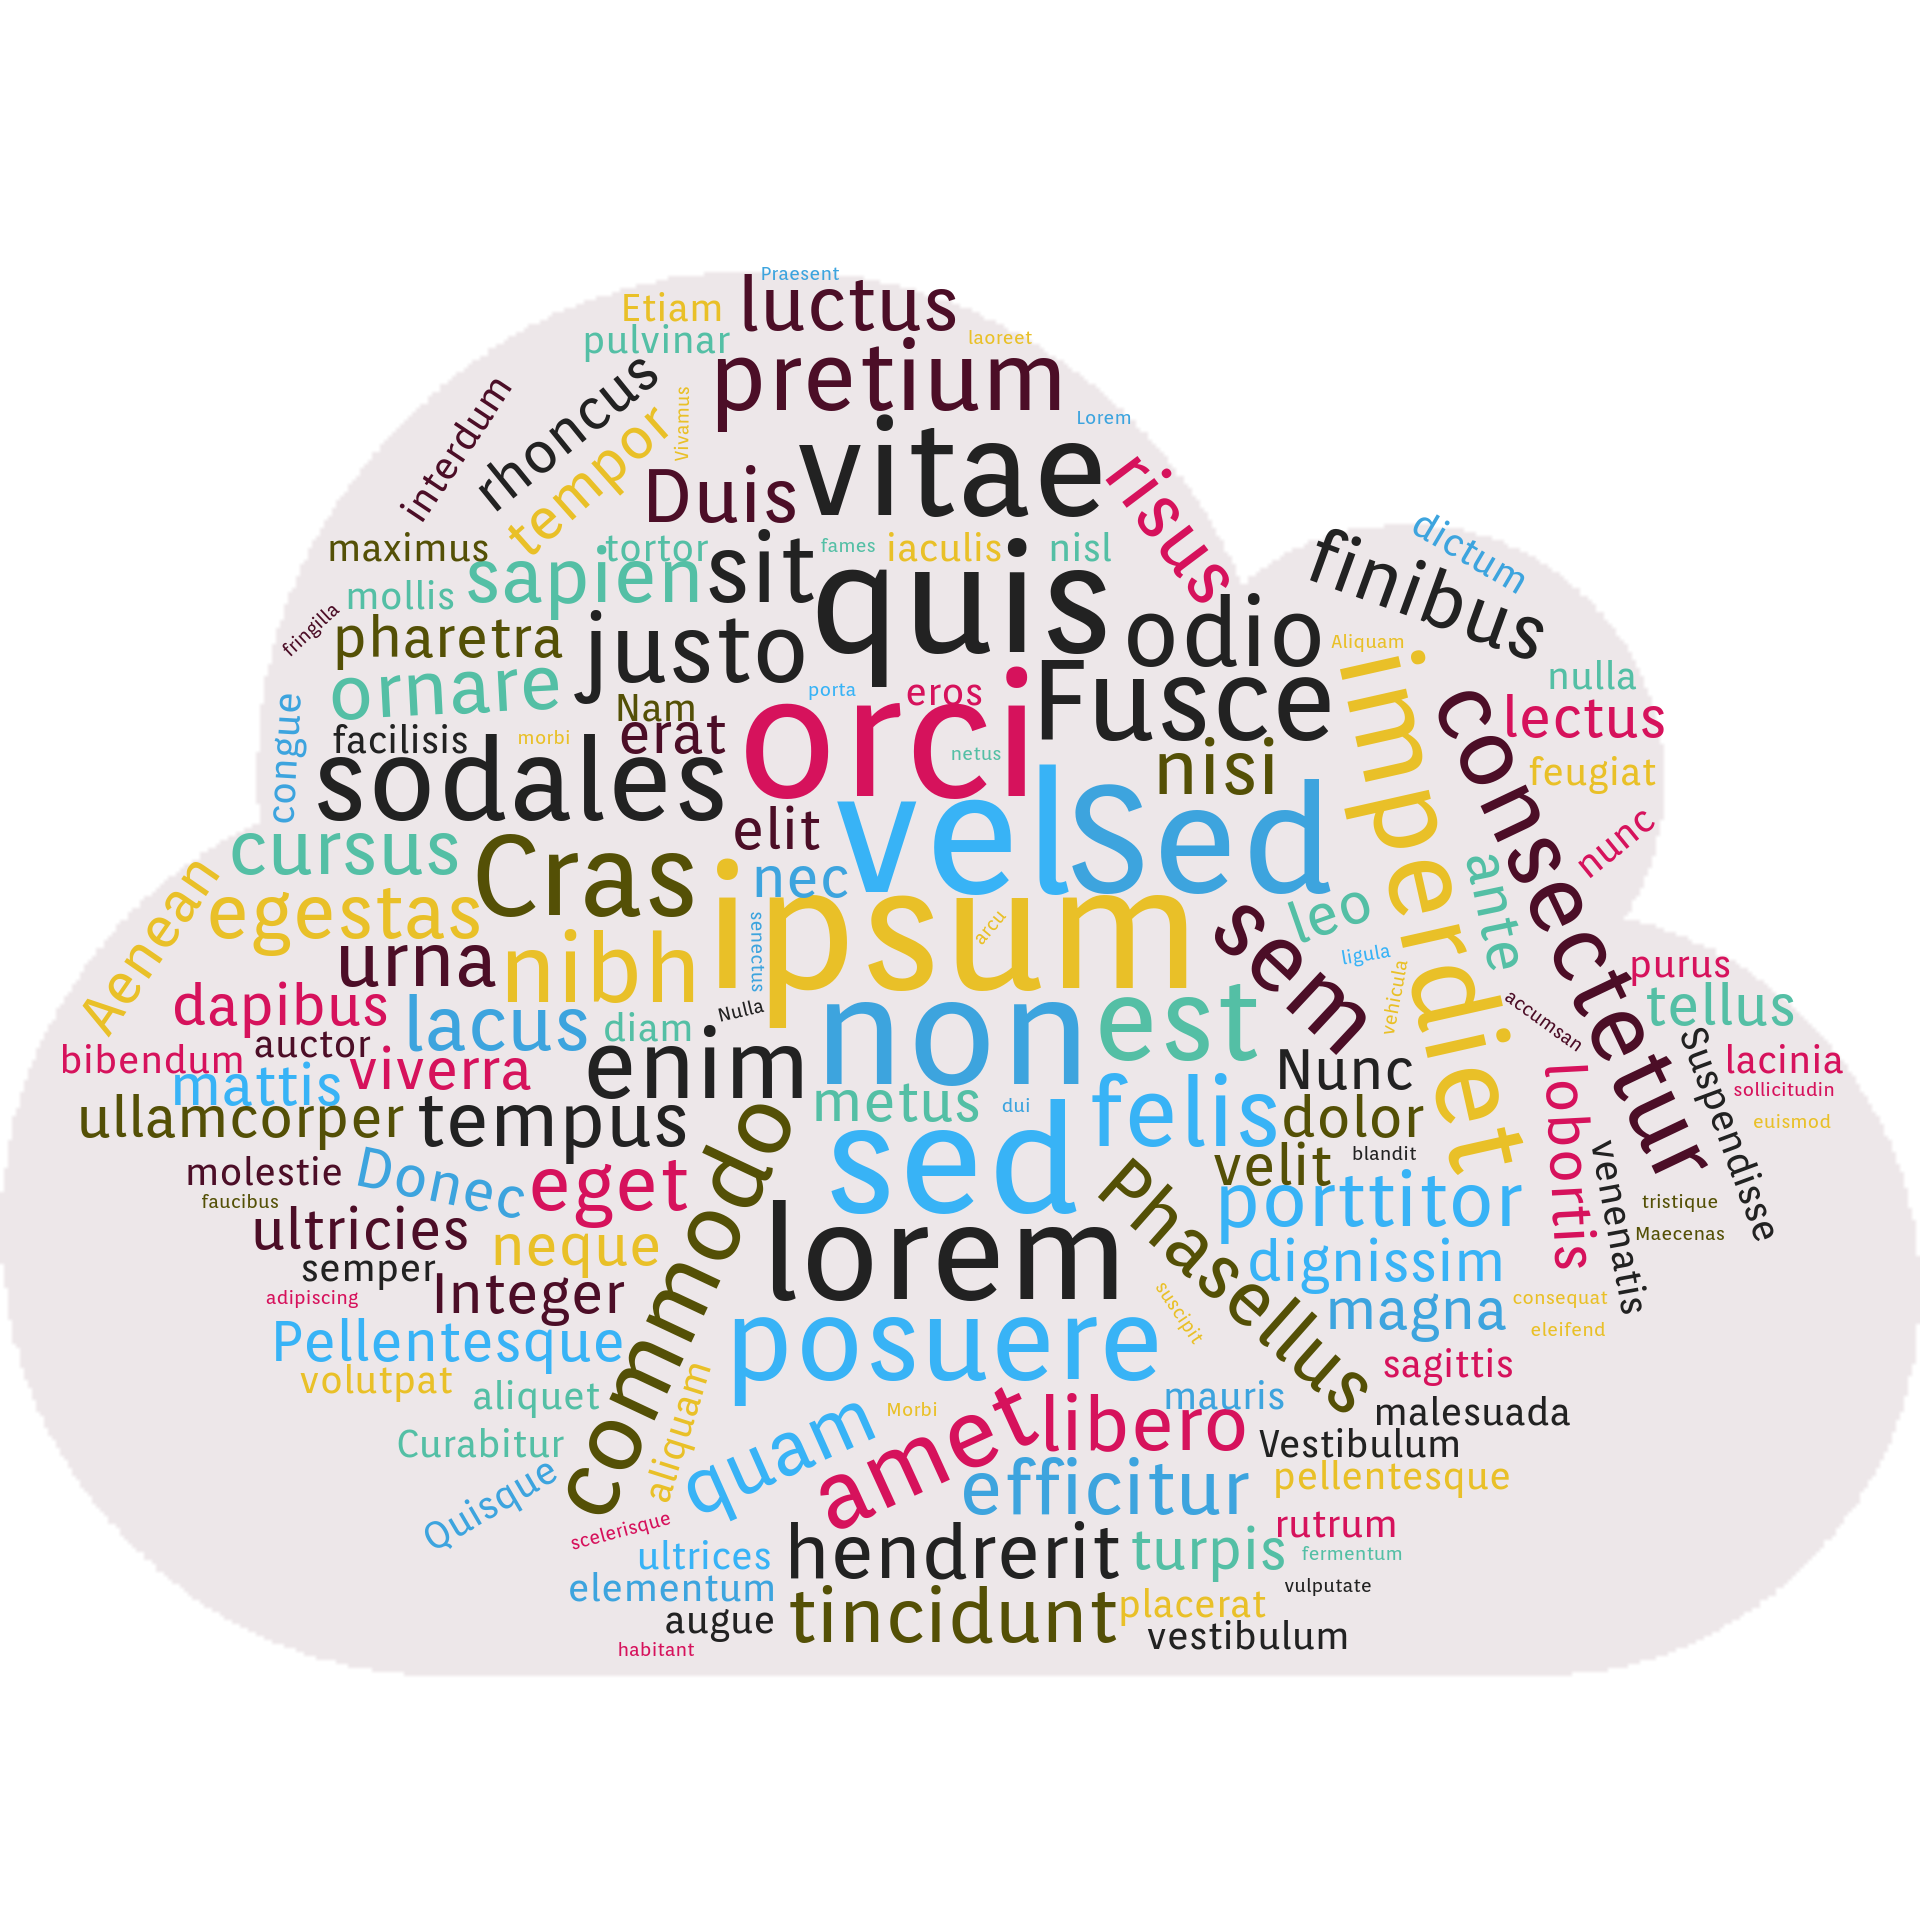 Praesent
Etiam
luctus
pulvinar
laoreet
pretium
rhoncus
interdum
Vivamus
tempor
Lorem
vitae
Duis
risus
maximus
tortor
sit
fames
iaculis
nisl
dictum
finibus
mollis
sapien
quis
fringilla
pharetra
justo
odio
Aliquam
ornare
Nam
porta
eros
Fusce
nulla
congue
facilisis
morbi
erat
orci
netus
nisi
imperdiet
consectetur
lectus
sodales
feugiat
cursus
elit
vel
Sed
nunc
Cras
nec
ante
Aenean
egestas
ipsum
arcu
leo
senectus
sem
ligula
urna
nibh
vehicula
purus
dapibus
lacus
diam
Nulla
non
est
accumsan
tellus
auctor
bibendum
viverra
enim
Nunc
Suspendisse
lacinia
mattis
metus
dui
felis
sollicitudin
ullamcorper
tempus
dolor
lobortis
euismod
molestie
Donec
eget
commodo
sed
velit
blandit
venenatis
faucibus
porttitor
tristique
ultricies
neque
lorem
Phasellus
Maecenas
semper
dignissim
adipiscing
Integer
suscipit
magna
consequat
Pellentesque
posuere
eleifend
volutpat
aliquet
aliquam
sagittis
mauris
quam
Morbi
amet
libero
malesuada
Curabitur
Vestibulum
Quisque
efficitur
pellentesque
scelerisque
rutrum
ultrices
hendrerit
turpis
fermentum
elementum
vulputate
augue
tincidunt
placerat
vestibulum
habitant